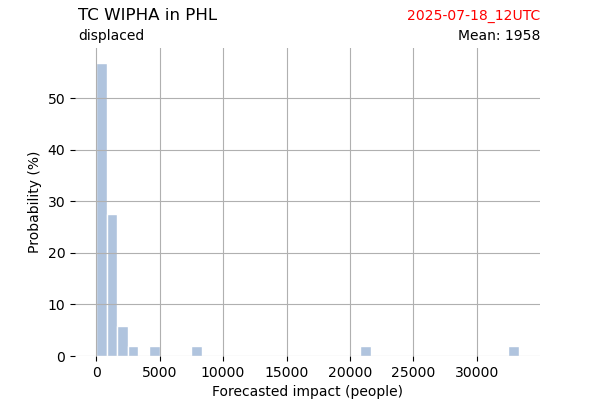 TC WIPHA in PHL
2025-07-18_12UTC
displaced
Mean: 1958
Probability (%)
50
40
30
20
10
0
0 5000 10000 15000 20000 25000 30000
Forecasted impact (people)